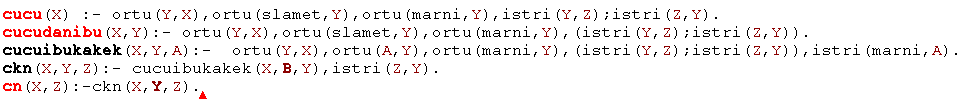 cucu(X) :- ortu(Y,X),ortu(slamet,Y),ortu(marni,Y),istri(Y,Z);istri(Z,Y).
cucudanibu(X,Y):- ortu(Y,X),ortu(slamet,Y),ortu(marni,Y),(istri(Y,Z);istri(Z,Y)).
cucuibukakek(X,Y,A):-  ortu(Y,X),ortu(A,Y),ortu(marni,Y),(istri(Y,Z);istri(Z,Y)),istri(marni,A).
ckn(X,Y,Z):- cucuibukakek(X,B,Y),istri(Z,Y).
cn(X,Z):-ckn(X,Y,Z).